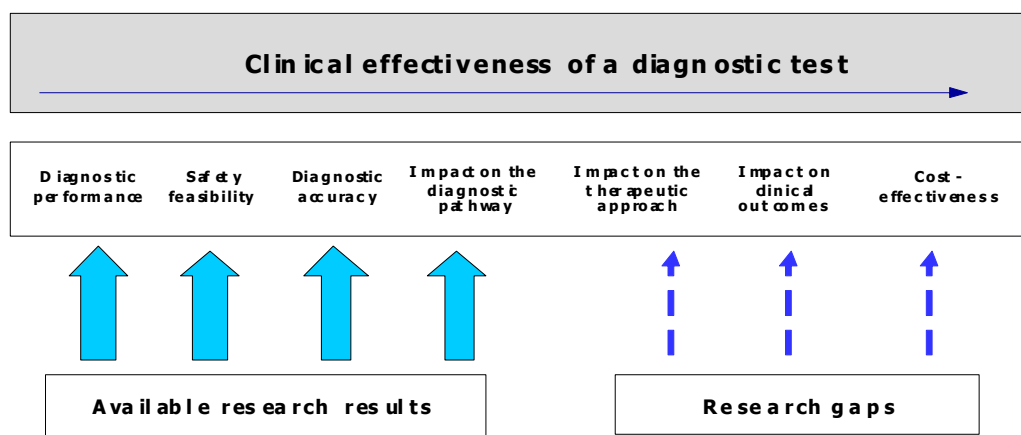 Clinical effectiveness of a diagnostic test
Diagnostic
performance
Safety
feasibility
Diagnostic
accuracy
Impact on the
diagnostic
pathway
Impact on the
therapeutic
approach
Impact on
clinical
outcomes
Cost-
effectiveness
Available research results
Research gaps